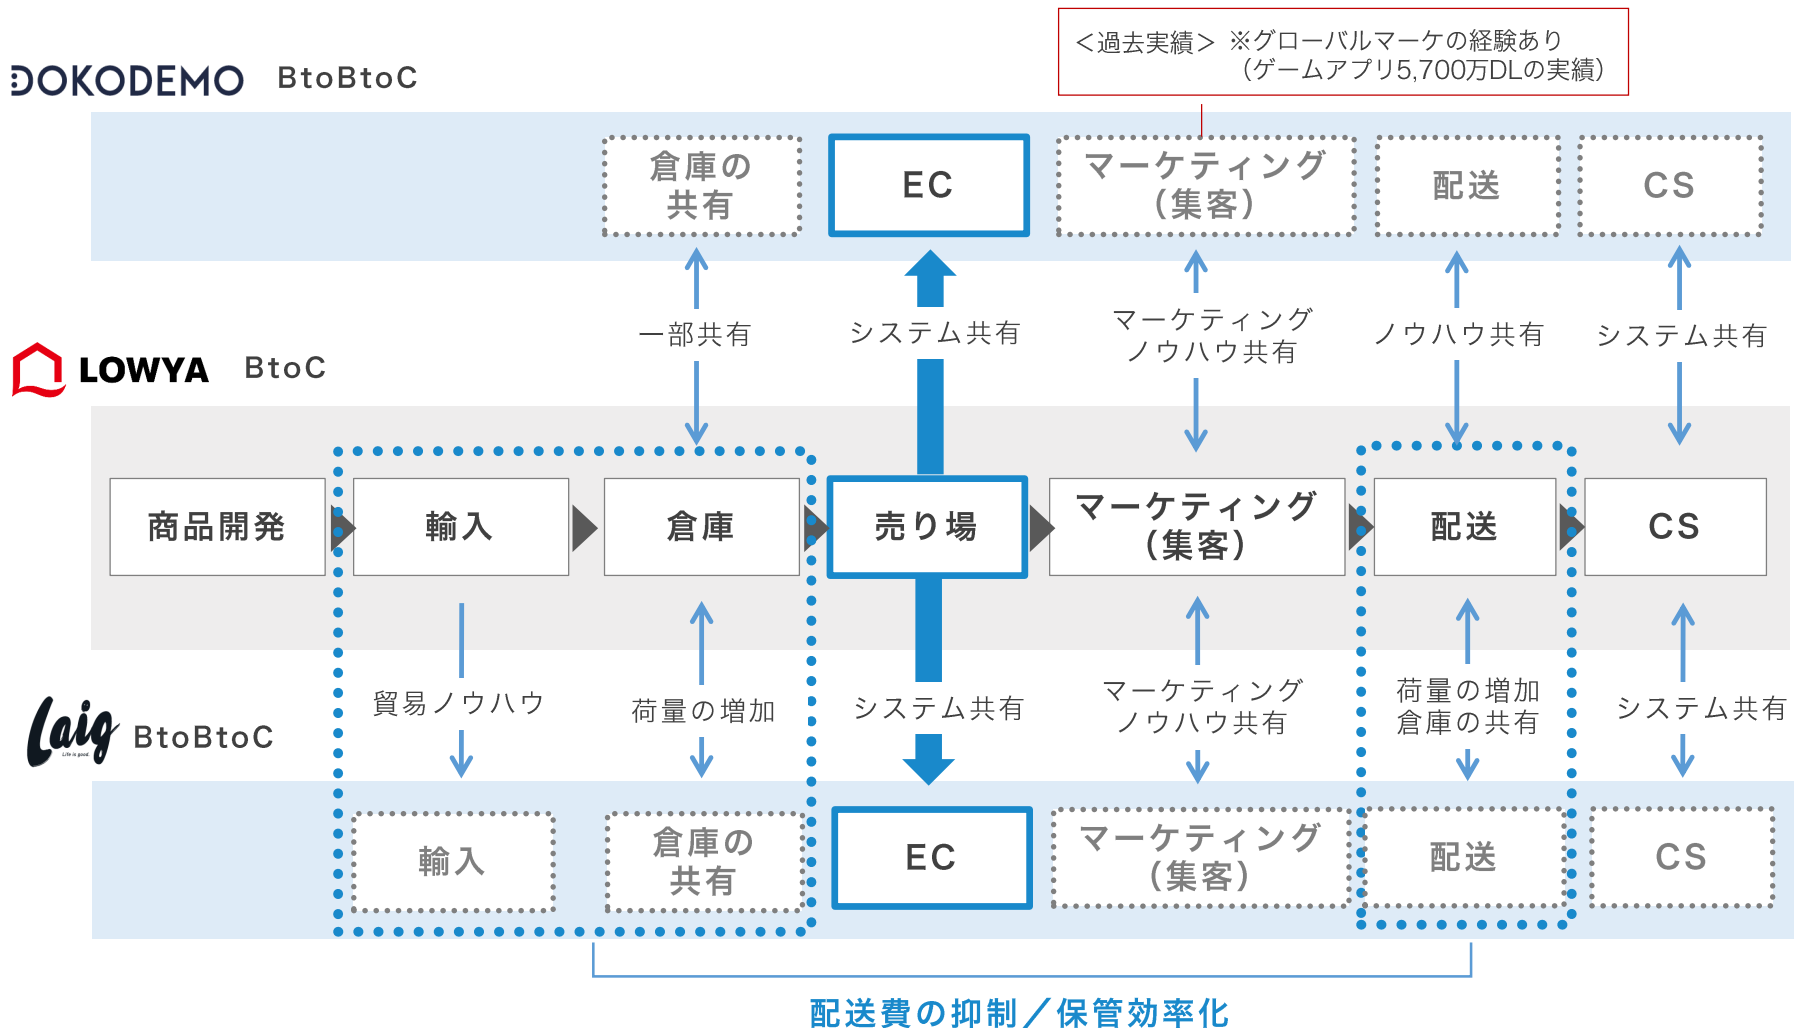 <過去実績> ※グローバルマーケの経験あり
（ゲームアプリ5,700万DLの実績）
DOKODEMO BtoBtoC
倉庫の
共有
EC
マーケティング
（集客）
配送
CS
一部共有
システム共有
マーケティング
ノウハウ共有
ノウハウ共有
システム共有
LOWYA BtoC
商品開発
輸入
倉庫
売り場
マーケティング
（集客）
配送
CS
貿易ノウハウ
荷量の増加
システム共有
マーケティング
ノウハウ共有
荷量の増加
倉庫の共有
システム共有
Laig BtoBtoC
Life is good.
輸入
倉庫の
共有
EC
マーケティング
（集客）
配送
CS
配送費の抑制／保管効率化